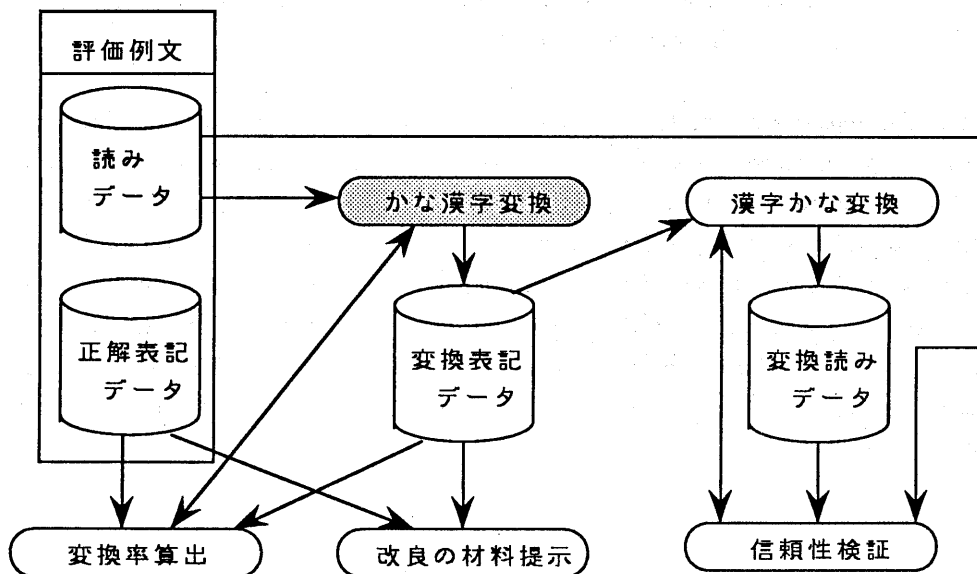 評価例文
読み
データ
かな漢字変換
漢字かな変換
正解表記
データ
変換表記
データ
変換読み
データ
変換率算出
改良の材料提示
信頼性検証